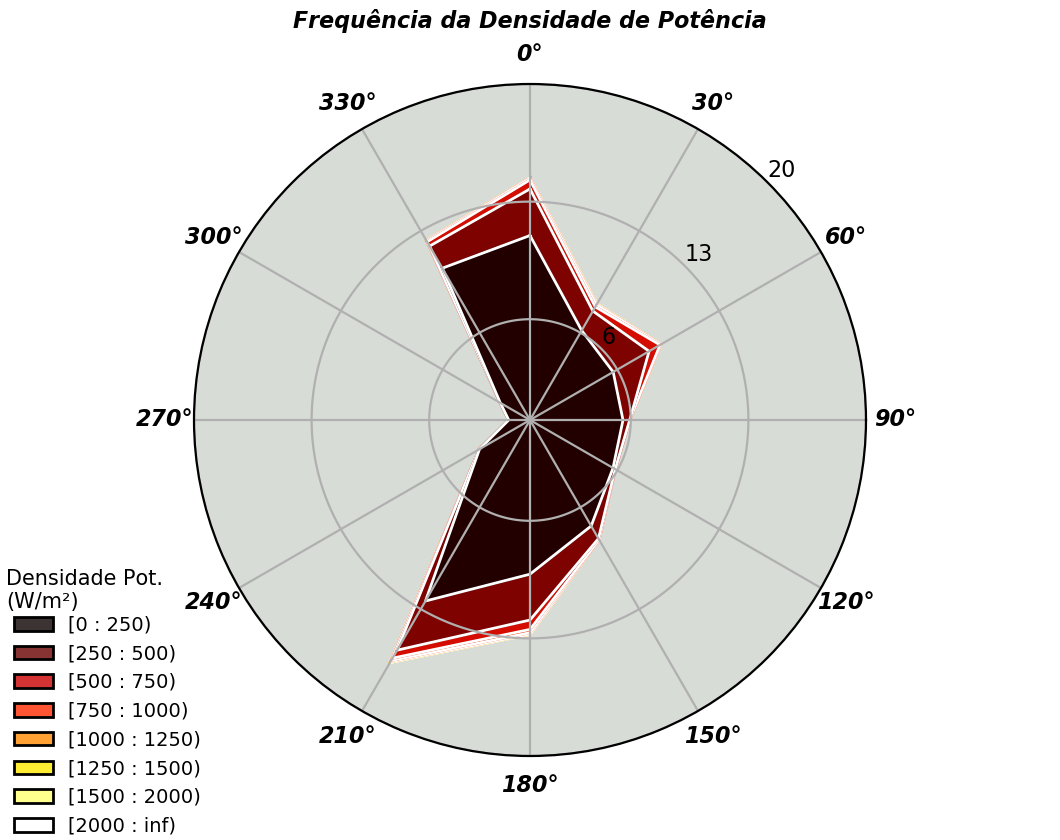 Frequência da Densidade de Potência
0°
330°
30°
20
300°
60°
13
6
270°
90°
Densidade Pot.
(W/m²)
240°
120°
[0 : 250)
[250 : 500)
[500 : 750)
[750 : 1000)
210°
150°
[1000 : 1250)
[1250 : 1500)
180°
[1500 : 2000)
[2000 : inf)